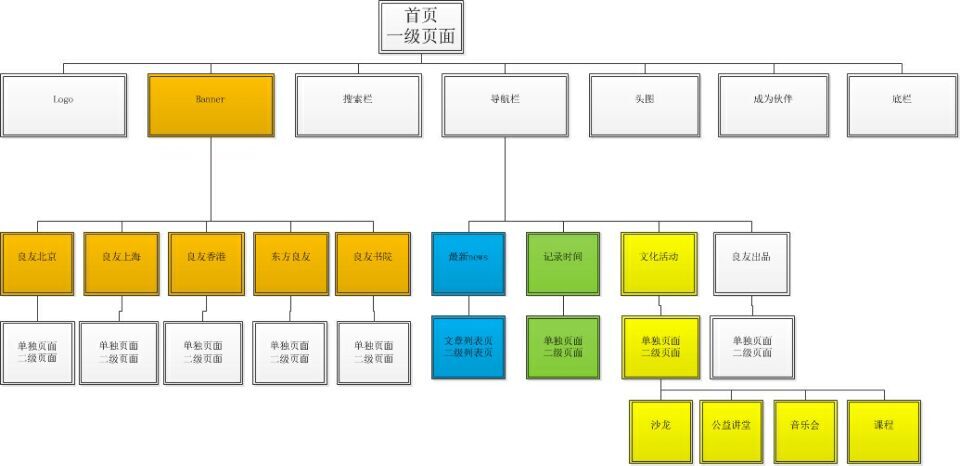 首页
一级页面
Logo
Banner
搜索栏
导航栏
头图
成为伙伴
底栏
良友北京
良友上海
良友香港
东方良友
良友书院
最新news
记录时间
文化活动
良友出品
单独页面
二级页面
单独页面
二级页面
单独页面
二级页面
单独页面
二级页面
单独页面
二级页面
文章列表页
二级列表页
单独页面
二级页面
单独页面
二级页面
单独页面
二级页面
沙龙
公益讲堂
音乐会
课程